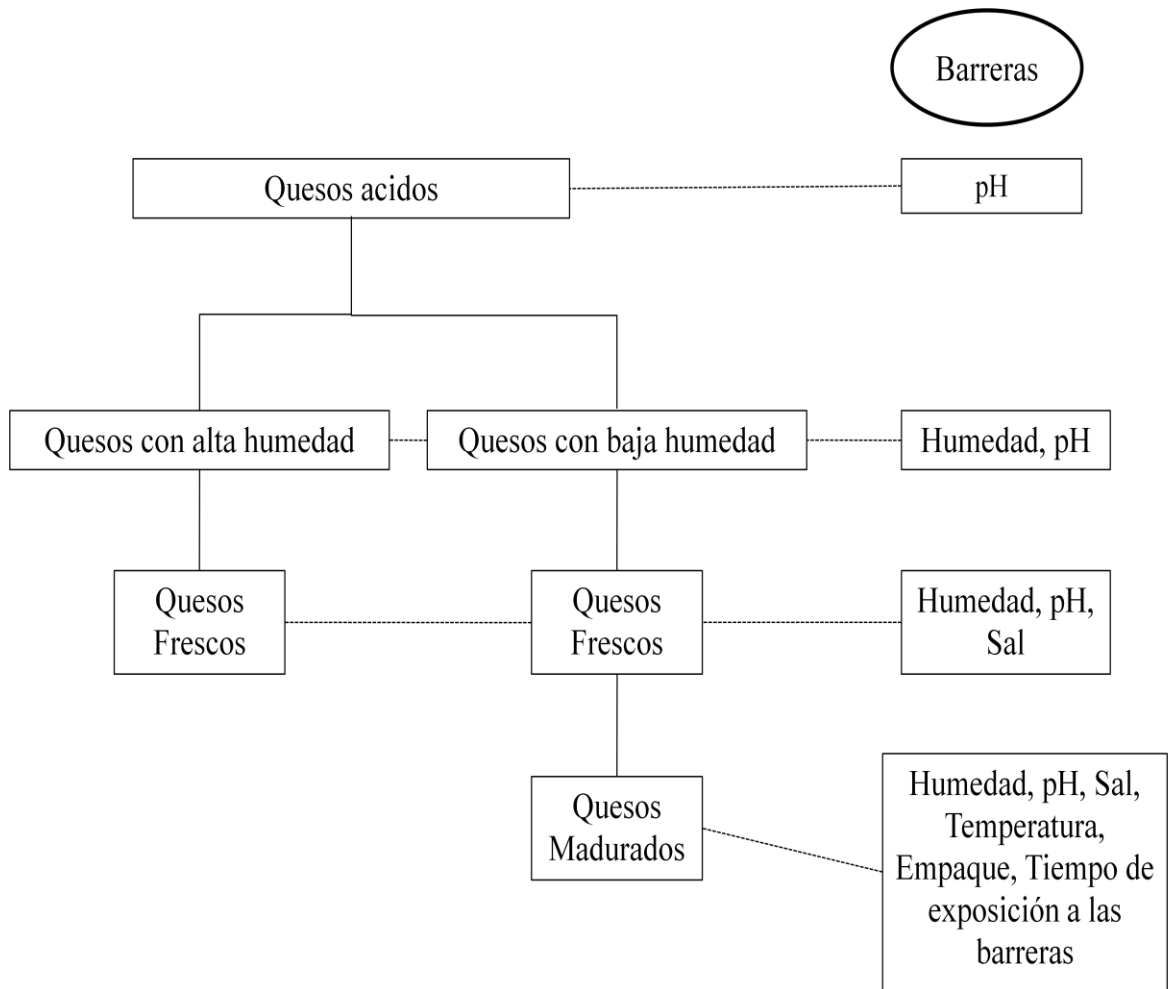 Barreras
Quesos acidos
pH
Quesos con alta humedad
Quesos con baja humedad
Humedad, pH
Quesos
Frescos
Quesos
Frescos
Humedad, pH,
Sal
Quesos
Madurados
Humedad, pH, Sal,
Temperatura,
Empaque, Tiempo de
exposición a las
barreras